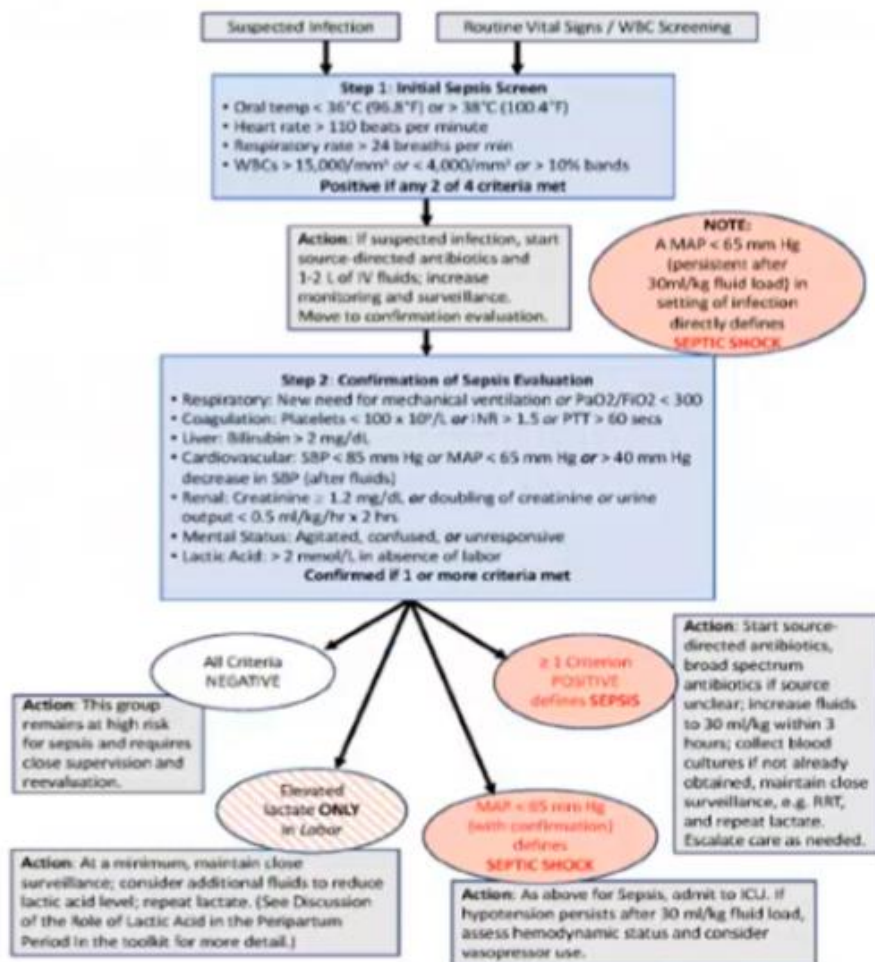 Suspected Infection
Routine Vital Signs / WBC Screening
Step 1: Initial Sepsis Screen
• Oral temp < 36°C (96.8°F) or > 38°C (100.4°F)
• Heart rate > 110 beats per minute
• Respiratory rate > 24 breaths per min
• WBCs > 15,000/mm³ or < 4,000/mm³ or > 10% bands
Positive if any 2 of 4 criteria met
Action: If suspected infection, start
source-directed antibiotics and
1-2 L of IV fluids; increase
monitoring and surveillance.
Move to confirmation evaluation.
NOTE:
A MAP < 65 mm Hg
(persistent after
30ml/kg fluid load) in
setting of infection
directly defines
SEPTIC SHOCK
Step 2: Confirmation of Sepsis Evaluation
• Respiratory: New need for mechanical ventilation or PaO2/FiO2 < 300
• Coagulation: Platelets < 100 x 10⁹/L or INR > 1.5 or PTT > 60 secs
• Liver: Bilirubin > 2 mg/dL
• Cardiovascular: SBP < 85 mm Hg or MAP < 65 mm Hg or > 40 mm Hg
decrease in SBP (after fluids)
• Renal: Creatinine ≥ 1.2 mg/dL or doubling of creatinine or urine
output < 0.5 ml/kg/hr x 2 hrs
• Mental Status: Agitated, confused, or unresponsive
• Lactic Acid: > 2 mmol/L in absence of labor
Confirmed if 1 or more criteria met
All Criteria
NEGATIVE
Action: This group
remains at high risk
for sepsis and requires
close supervision and
reevaluation.
Elevated
lactate ONLY
in Labor
Action: At a minimum, maintain close
surveillance; consider additional fluids to reduce
lactic acid level; repeat lactate. (See Discussion
of the Role of Lactic Acid in the Peripartum
Period in the toolkit for more detail.)
MAP < 65 mm Hg
(with confirmation)
defines
SEPTIC SHOCK
Action: As above for Sepsis, admit to ICU. If
hypotension persists after 30 ml/kg fluid load,
assess hemodynamic status and consider
vasopressor use.
≥ 1 Criterion
POSITIVE
defines SEPSIS
Action: Start source-
directed antibiotics,
broad spectrum
antibiotics if source
unclear; increase fluids
to 30 ml/kg within 3
hours; collect blood
cultures if not already
obtained, maintain close
surveillance, e.g. RRT,
and repeat lactate.
Escalate care as needed.